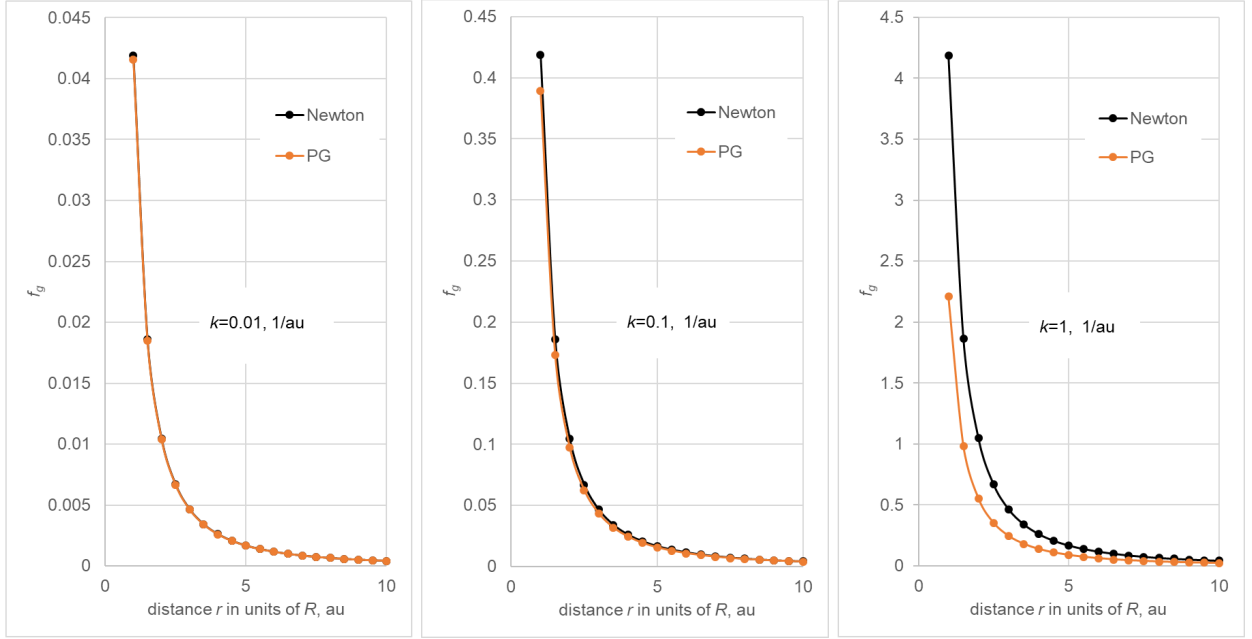 0.045
0.04
0.035
0.03
0.025
0.02
0.015
0.01
0.005
0
f_g
Newton
PG
k=0.01, 1/au
0 5 10
distance r in units of R, au
0.45
0.4
0.35
0.3
0.25
0.2
0.15
0.1
0.05
0
f_g
Newton
PG
k=0.1, 1/au
0 5 10
distance r in units of R, au
4.5
4
3.5
3
2.5
2
1.5
1
0.5
0
f_g
Newton
PG
k=1, 1/au
0 5 10
distance r in units of R, au